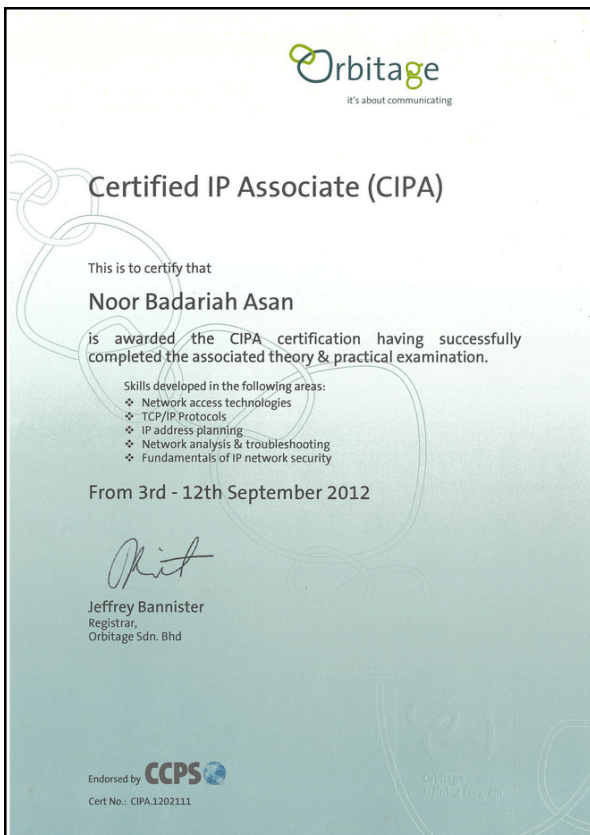 Orbitage
it's about communicating
Certified IP Associate (CIPA)
This is to certify that
Noor Badariah Asan
is awarded the CIPA certification having successfully
completed the associated theory & practical examination.
Skills developed in the following areas:
❖ Network access technologies
❖ TCP/IP Protocols
❖ IP address planning
❖ Network analysis & troubleshooting
❖ Fundamentals of IP network security
From 3rd - 12th September 2012
Jeffrey Bannister
Registrar,
Orbitage Sdn. Bhd
Endorsed by CCPS
Cert No.: CIPA.1202111
Orbitage
Training Program